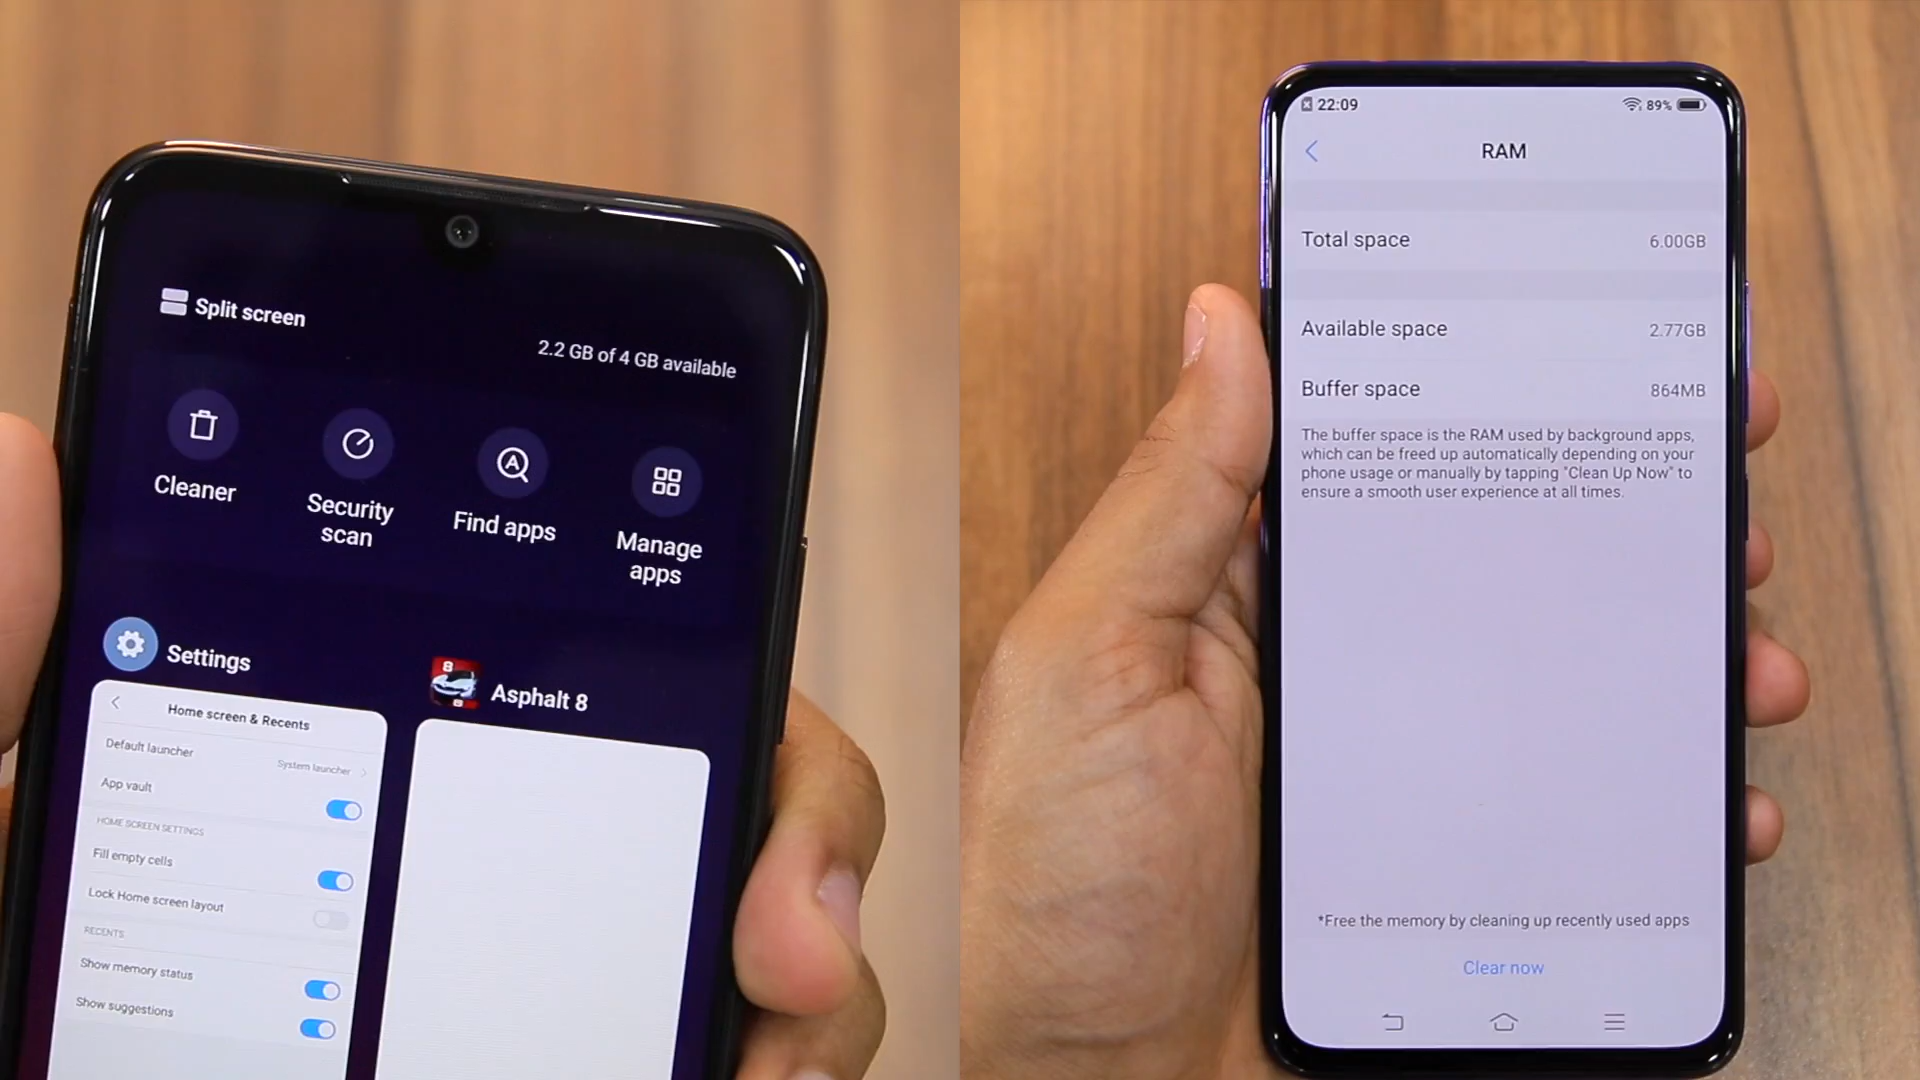 Split screen
2.2 GB of 4 GB available
Cleaner
Security
scan
Find apps
Manage
apps
Settings
Asphalt 8
Home screen & Recents
Default launcher
System launcher
App vault
HOME SCREEN SETTINGS
Fill empty cells
Lock Home screen layout
RECENTS
Show memory status
Show suggestions
22:09
89%
RAM
Total space 6.00GB
Available space 2.77GB
Buffer space 864MB
The buffer space is the RAM used by background apps,
which can be freed up automatically depending on your
phone usage or manually by tapping "Clean Up Now" to
ensure a smooth user experience at all times.
*Free the memory by cleaning up recently used apps
Clear now